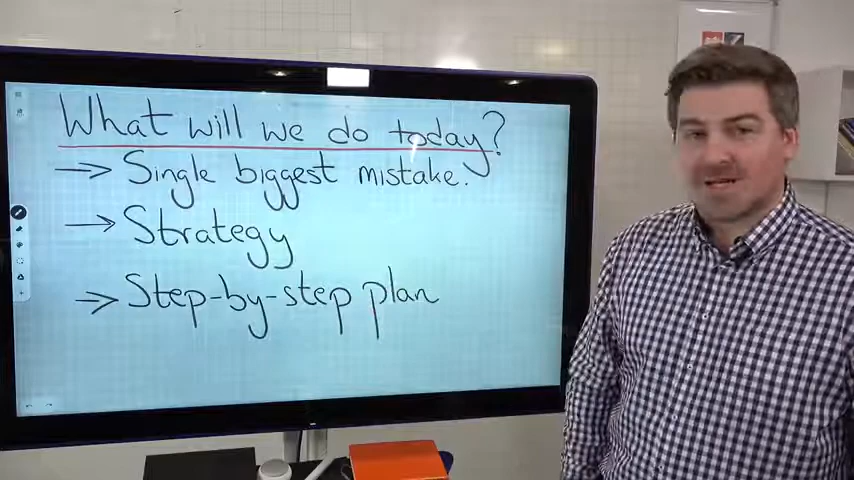 What will we do today?
→ Single biggest mistake.
→ Strategy
→ Step-by-step plan